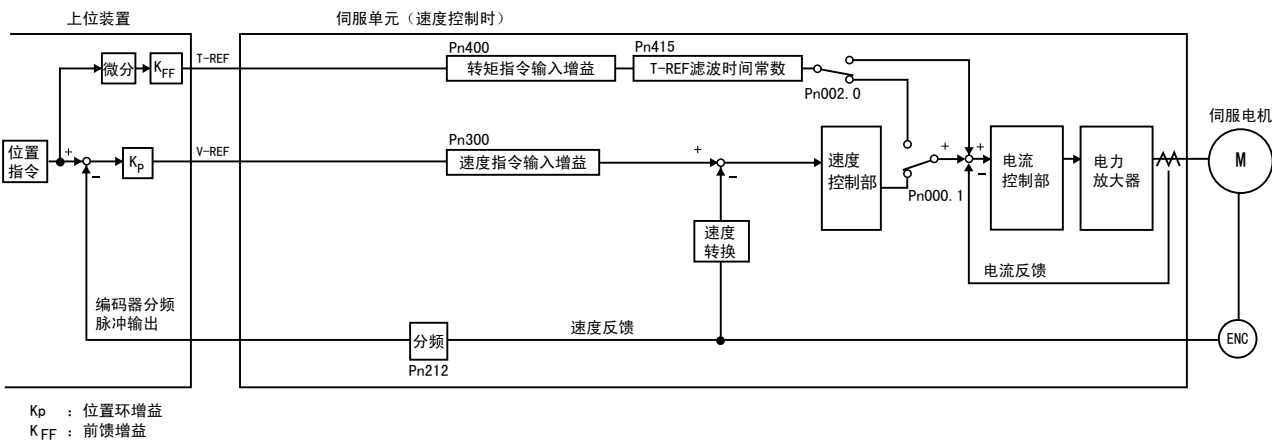 上位装置
伺服单元（速度控制时）
微分
KFF
T-REF
Pn400
转矩指令输入增益
Pn415
T-REF滤波时间常数
Pn002.0
伺服电机
位置
指令
+
−
KP
V-REF
Pn300
速度指令输入增益
+
−
速度
控制部
Pn000.1
+
+
−
电流
控制部
电力
放大器
M
速度
转换
电流反馈
编码器分频
脉冲输出
分频
Pn212
速度反馈
ENC
Kp ：位置环增益
KFF ：前馈增益